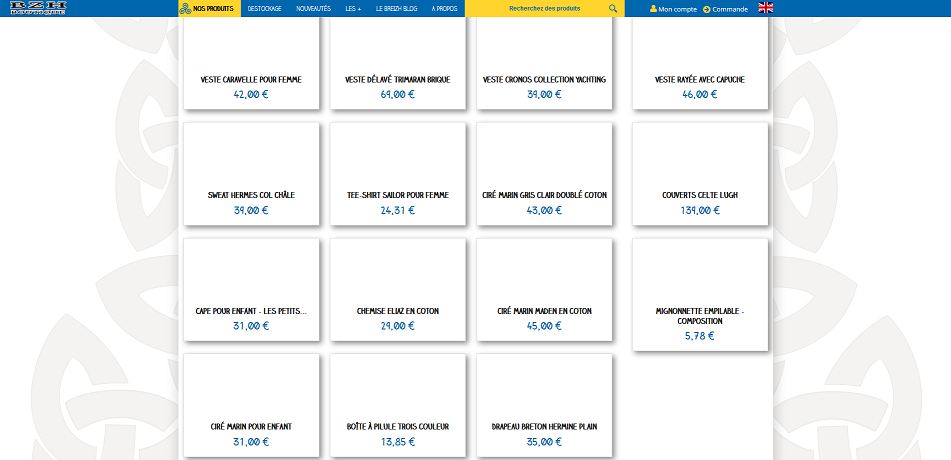 BZH
BOUTIQUE
NOS PRODUITS
DESTOCKAGE
NOUVEAUTÉS
LES +
LE BREIZH BLOG
A PROPOS
Recherchez des produits
Mon compte
Commande
VESTE CARAVELLE POUR FEMME
42,00 €
VESTE DÉLAVÉ TRIMARAN BRIQUE
69,00 €
VESTE CRONOS COLLECTION YACHTING
39,00 €
VESTE RAYÉE AVEC CAPUCHE
46,00 €
SWEAT HERMES COL CHÂLE
39,00 €
TEE-SHIRT SAILOR POUR FEMME
24,31 €
CIRÉ MARIN GRIS CLAIR DOUBLÉ COTON
43,00 €
COUVERTS CELTE LUGH
139,00 €
CAPE POUR ENFANT - LES PETITS...
31,00 €
CHEMISE ELIAZ EN COTON
29,00 €
CIRÉ MARIN MADEN EN COTON
45,00 €
MIGNONNETTE EMPILABLE -
COMPOSITION
5,78 €
CIRÉ MARIN POUR ENFANT
31,00 €
BOÎTE À PILULE TROIS COULEUR
13,85 €
DRAPEAU BRETON HERMINE PLAIN
35,00 €